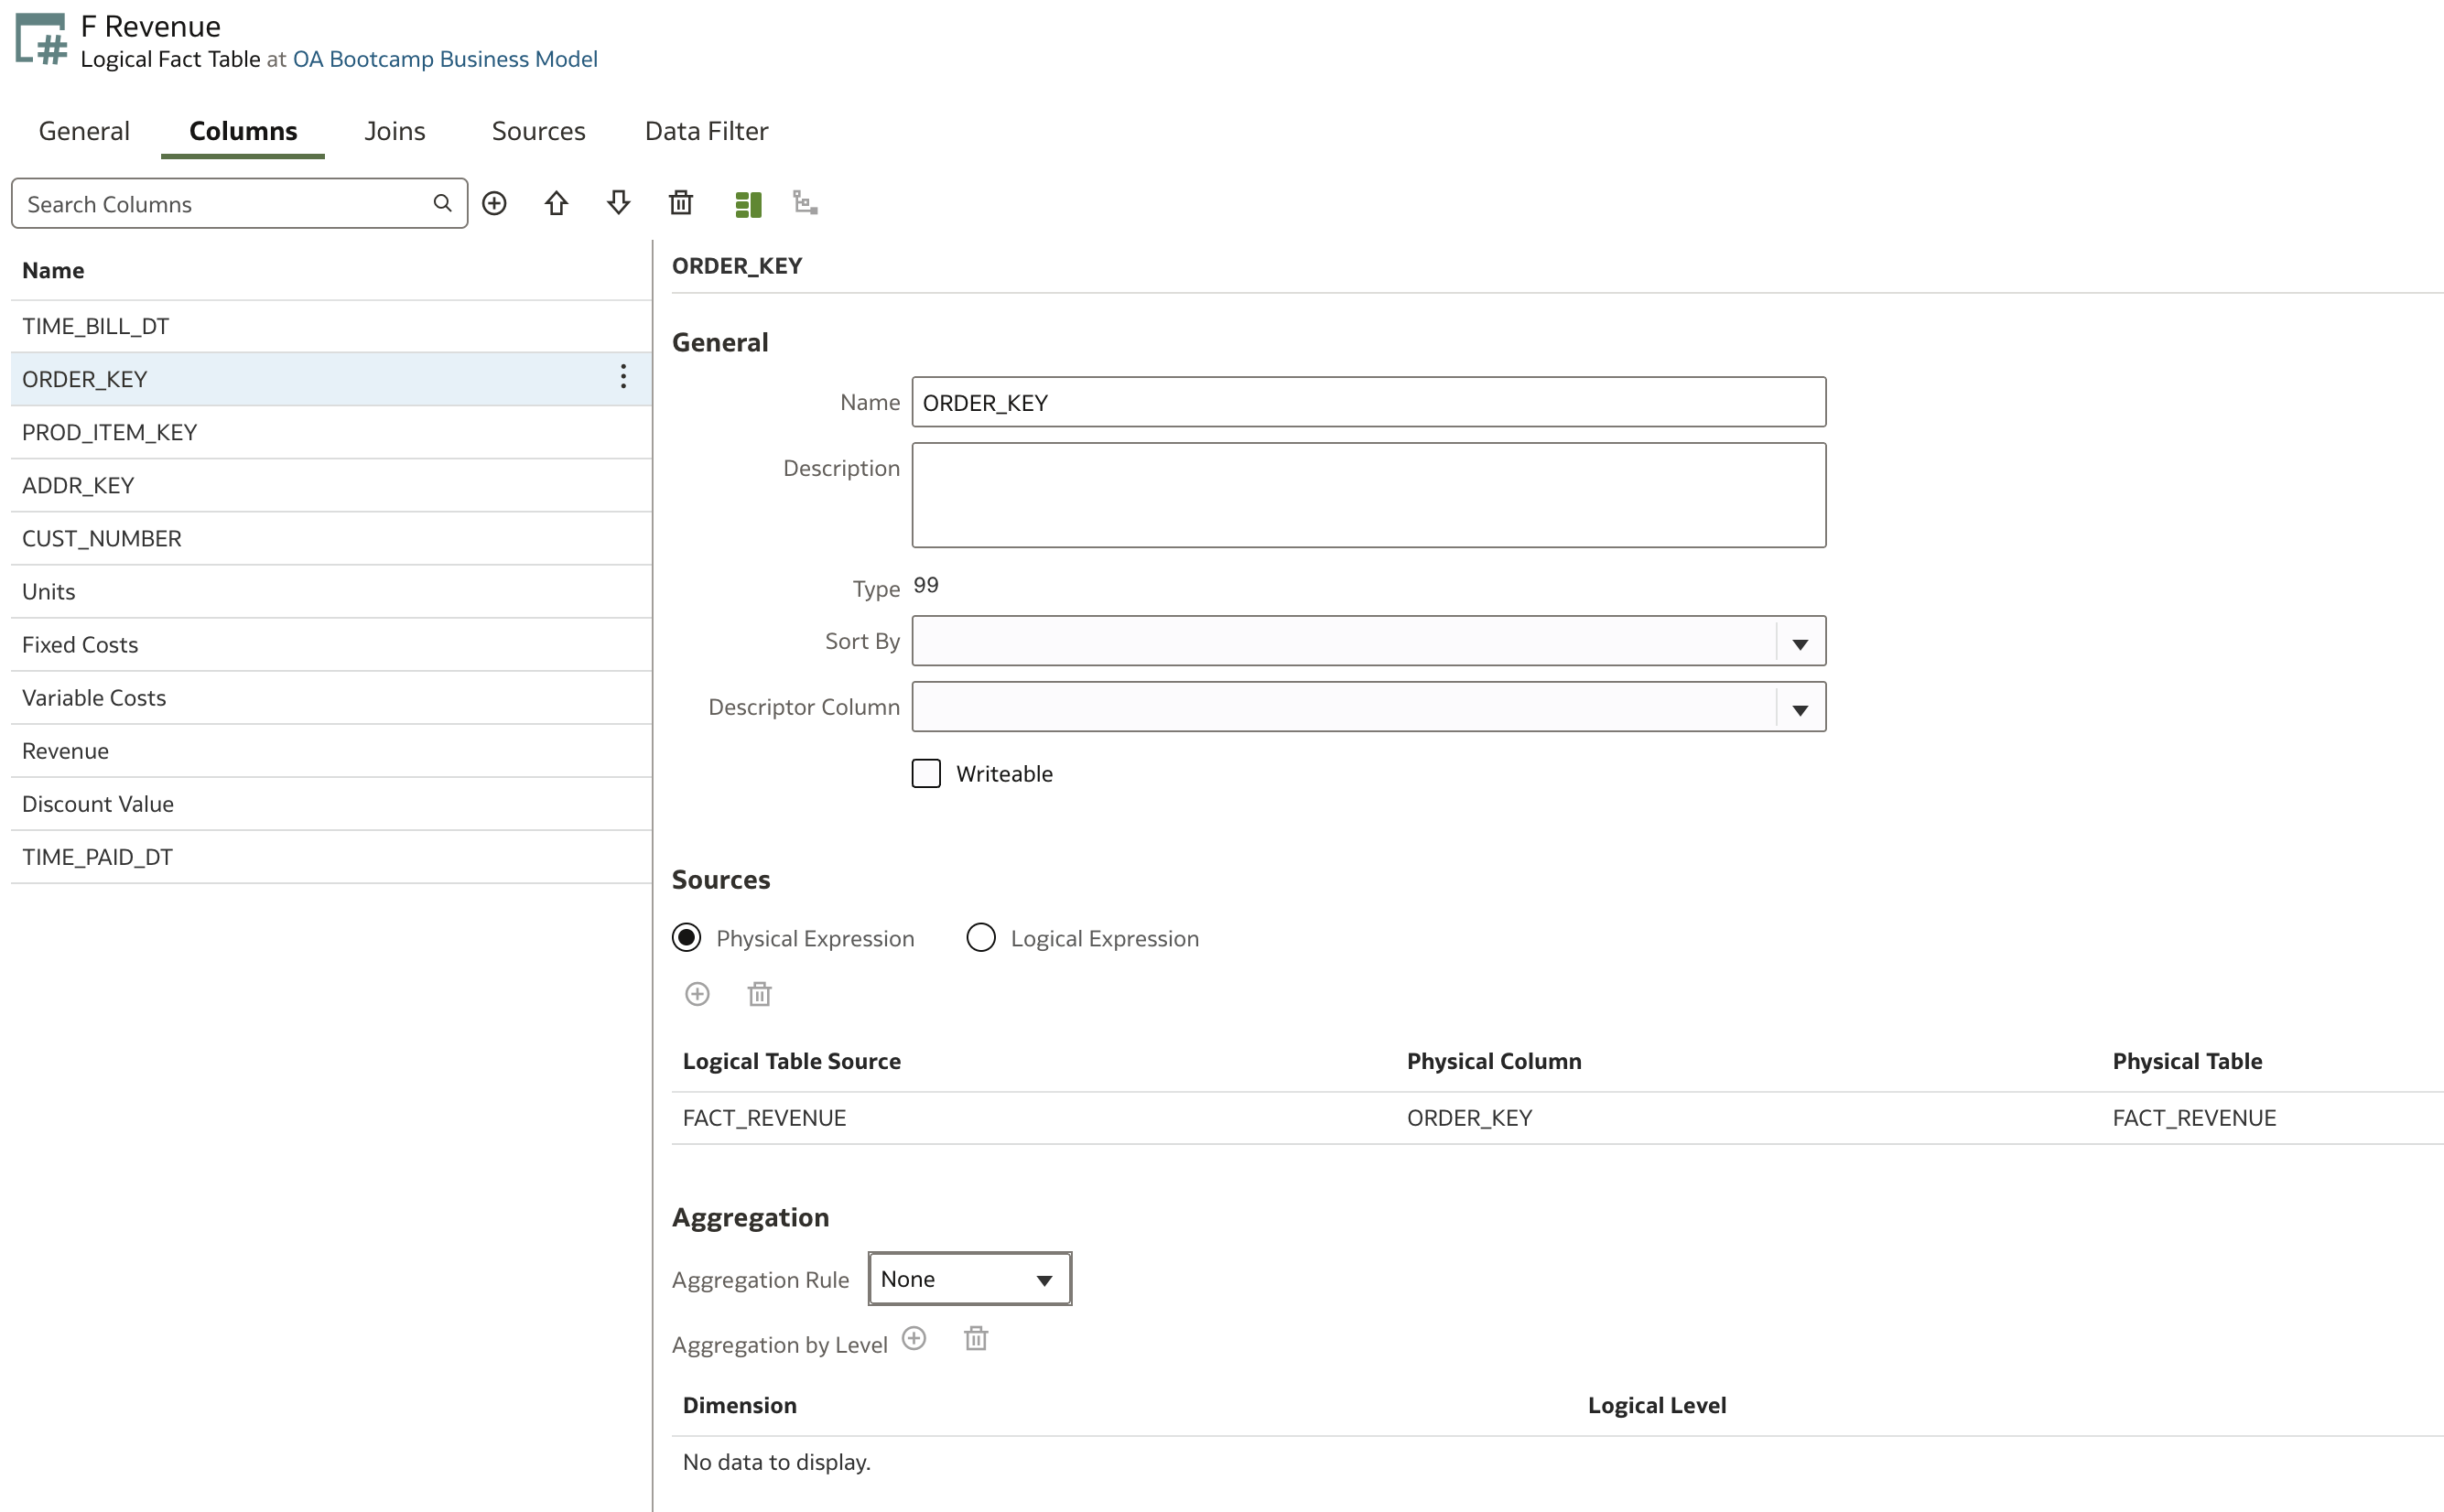 F Revenue
Logical Fact Table at OA Bootcamp Business Model
General Columns Joins Sources Data Filter
Search Columns
Name
TIME_BILL_DT
ORDER_KEY
PROD_ITEM_KEY
ADDR_KEY
CUST_NUMBER
Units
Fixed Costs
Variable Costs
Revenue
Discount Value
TIME_PAID_DT
ORDER_KEY
General
Name ORDER_KEY
Description
Type 99
Sort By
Descriptor Column
Writeable
Sources
Physical Expression Logical Expression
Logical Table Source Physical Column Physical Table
FACT_REVENUE ORDER_KEY FACT_REVENUE
Aggregation
Aggregation Rule None
Aggregation by Level
Dimension Logical Level
No data to display.